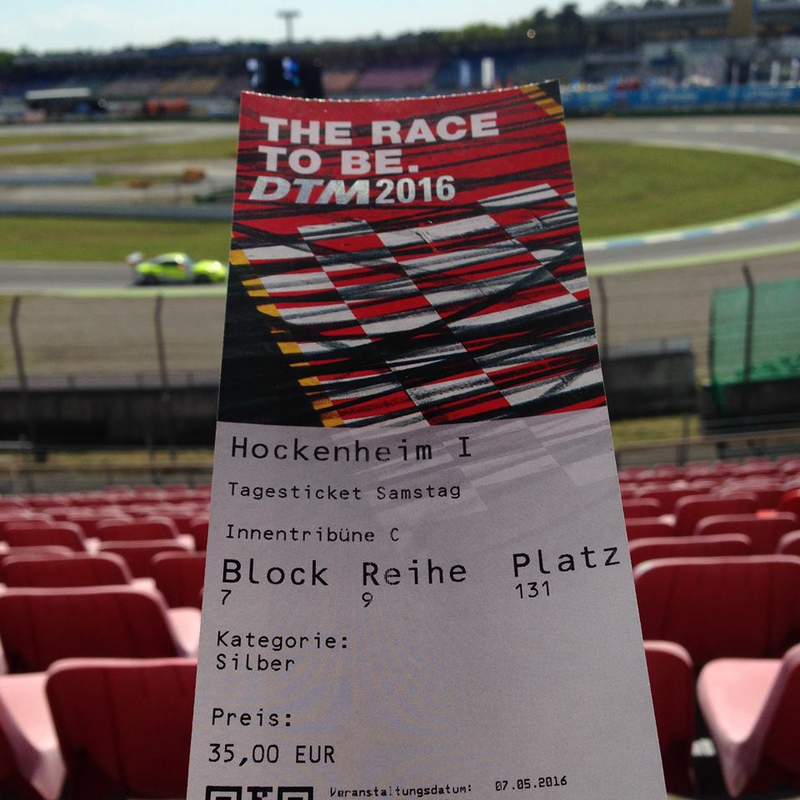 THE RACE
TO BE.
DTM 2016
Hockenheim I
Tagesticket Samstag
Innentribüne C
Block Reihe Platz
7 9 131
Kategorie:
Silber
Preis:
35,00 EUR
Veranstaltungsdatum: 07.05.2016